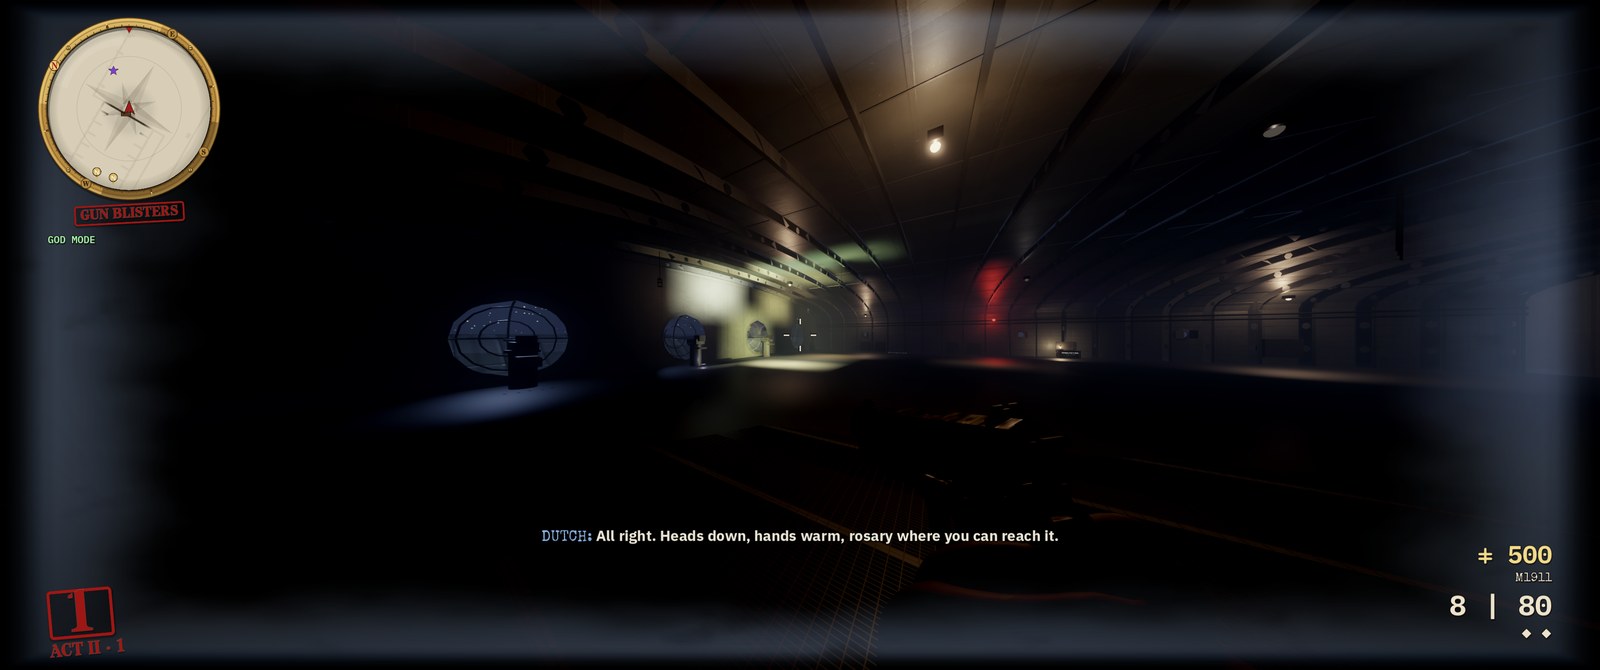 N
E
S
W
GUN BLISTERS
GOD MODE
DUTCH: All right. Heads down, hands warm, rosary where you can reach it.
500
M1911
8 | 80
1
ACT II · 1